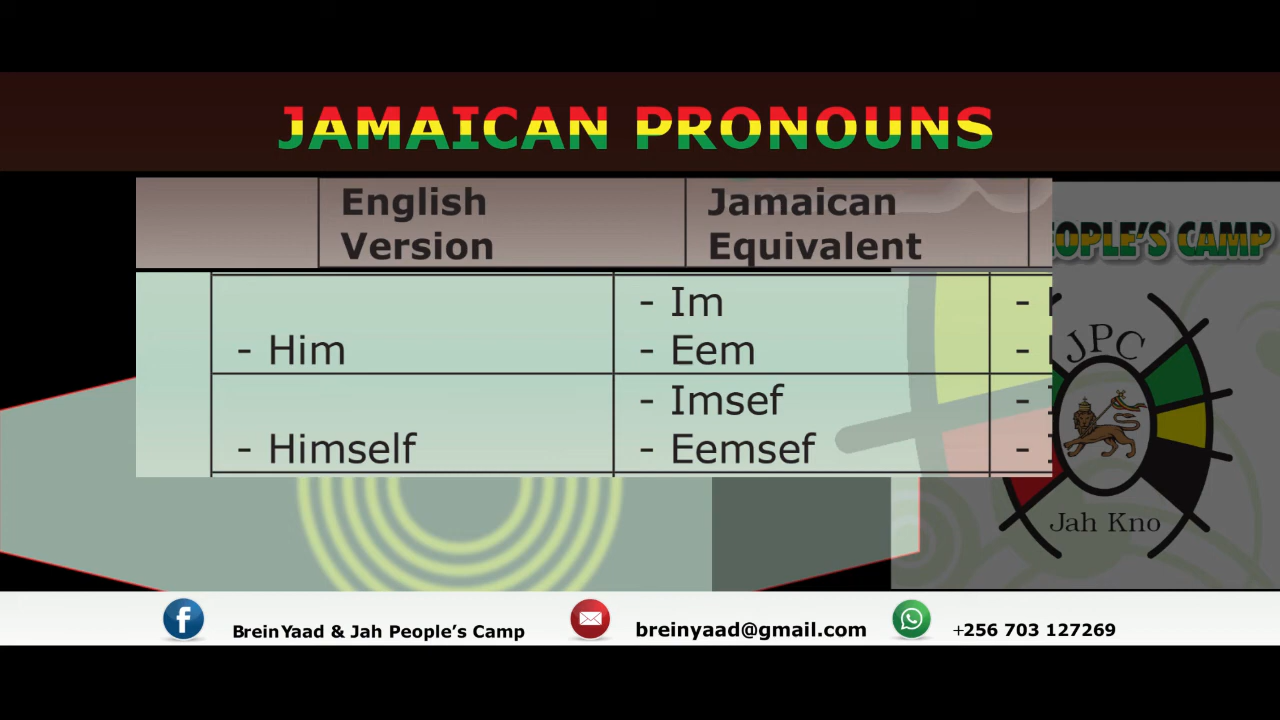 JAMAICAN PRONOUNS
English Version
Jamaican Equivalent
- Im
- Him
- Eem
- Imsef
- Himself
- Eemsef
PEOPLE'S CAMP
JPC
Jah Kno
BreinYaad & Jah People's Camp
breinyaad@gmail.com
+256 703 127269